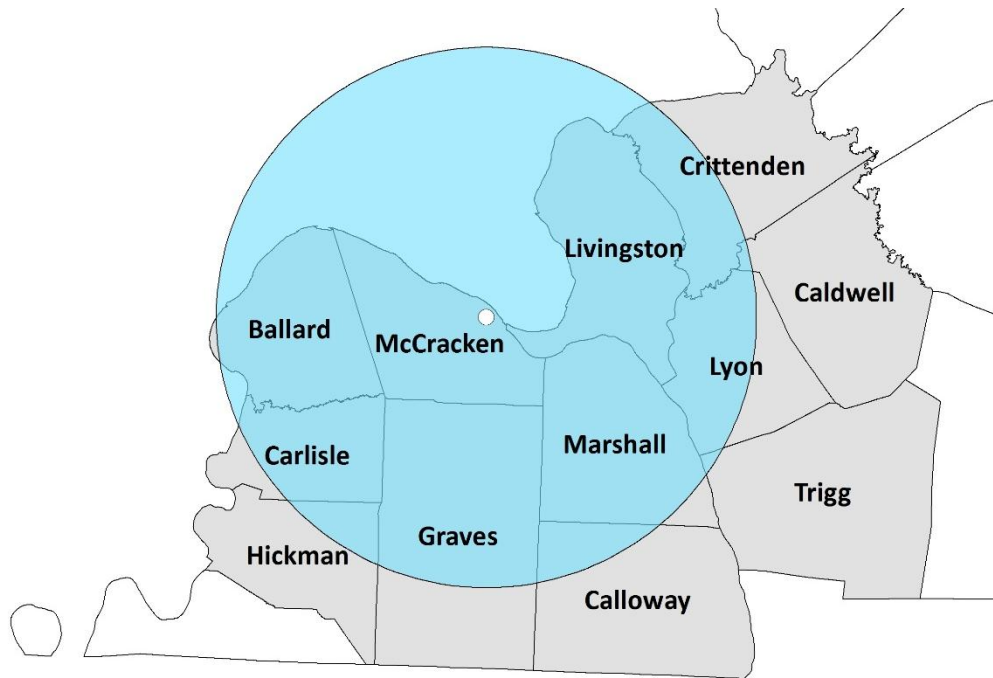 Crittenden
Livingston
Caldwell
Ballard
McCracken
Lyon
Carlisle
Marshall
Trigg
Graves
Hickman
Calloway